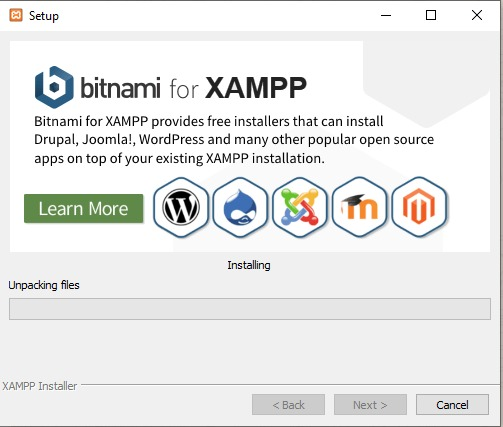 Setup
bitnami for XAMPP
Bitnami for XAMPP provides free installers that can install
Drupal, Joomla!, WordPress and many other popular open source
apps on top of your existing XAMPP installation.
Learn More
Installing
Unpacking files
XAMPP Installer
< Back
Next >
Cancel